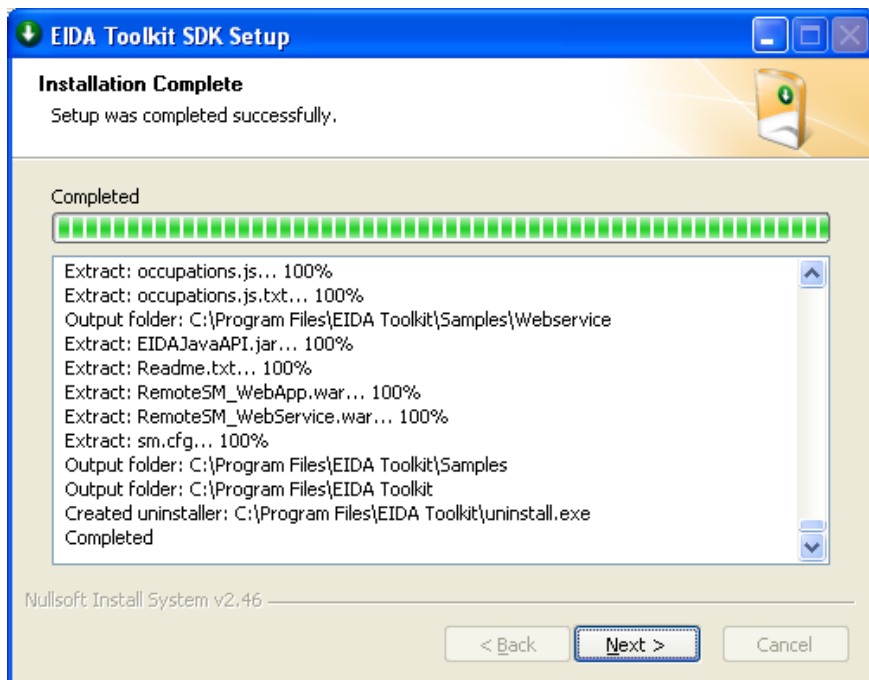 EIDA Toolkit SDK Setup
Installation Complete
Setup was completed successfully.
Completed
Extract: occupations.js... 100%
Extract: occupations.js.txt... 100%
Output folder: C:\Program Files\EIDA Toolkit\Samples\Webservice
Extract: EIDAJavaAPI.jar... 100%
Extract: Readme.txt... 100%
Extract: RemoteSM_WebApp.war... 100%
Extract: RemoteSM_WebService.war... 100%
Extract: sm.cfg... 100%
Output folder: C:\Program Files\EIDA Toolkit\Samples
Output folder: C:\Program Files\EIDA Toolkit
Created uninstaller: C:\Program Files\EIDA Toolkit\uninstall.exe
Completed
Nullsoft Install System v2.46
< Back Next > Cancel